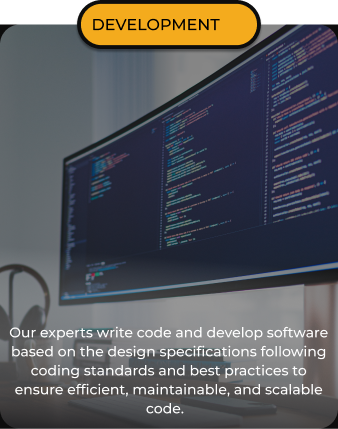 DEVELOPMENT
Our experts write code and develop software
based on the design specifications following
coding standards and best practices to
ensure efficient, maintainable, and scalable
code.